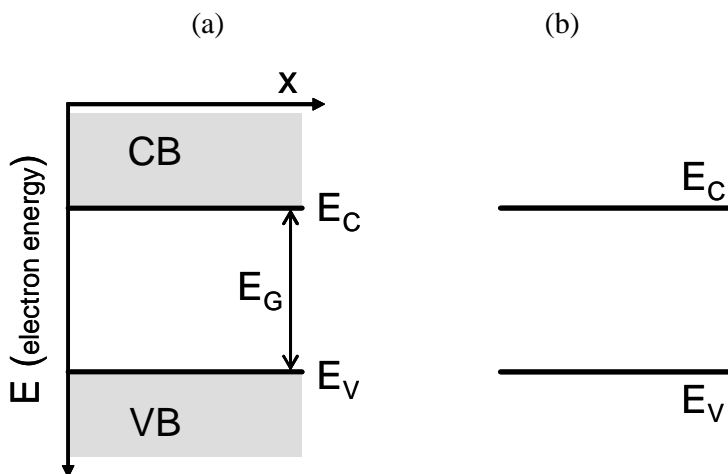 (a)
(b)
x
CB
E_C
E_G
E_V
VB
E (electron energy)
E_C
E_V